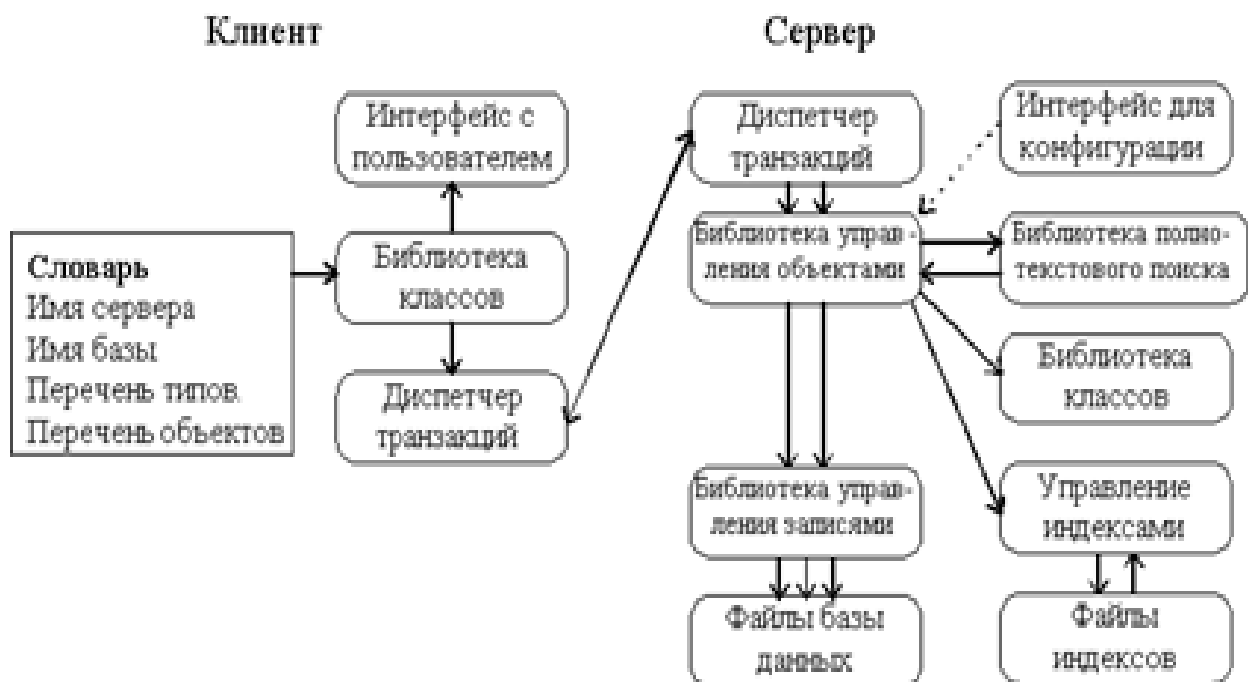 Клиент
Сервер
Интерфейс с
пользователем
Словарь
Имя сервера
Имя базы
Перечень типов
Перечень объектов
Библиотека
классов
Диспетчер
транзакций
Диспетчер
транзакций
Интерфейс для
конфигурации
Библиотека управ-
ления объектами
Библиотека полно-
текстового поиска
Библиотека
классов
Библиотека управ-
ления записями
Управление
индексами
Файлы базы
данных
Файлы
индексов